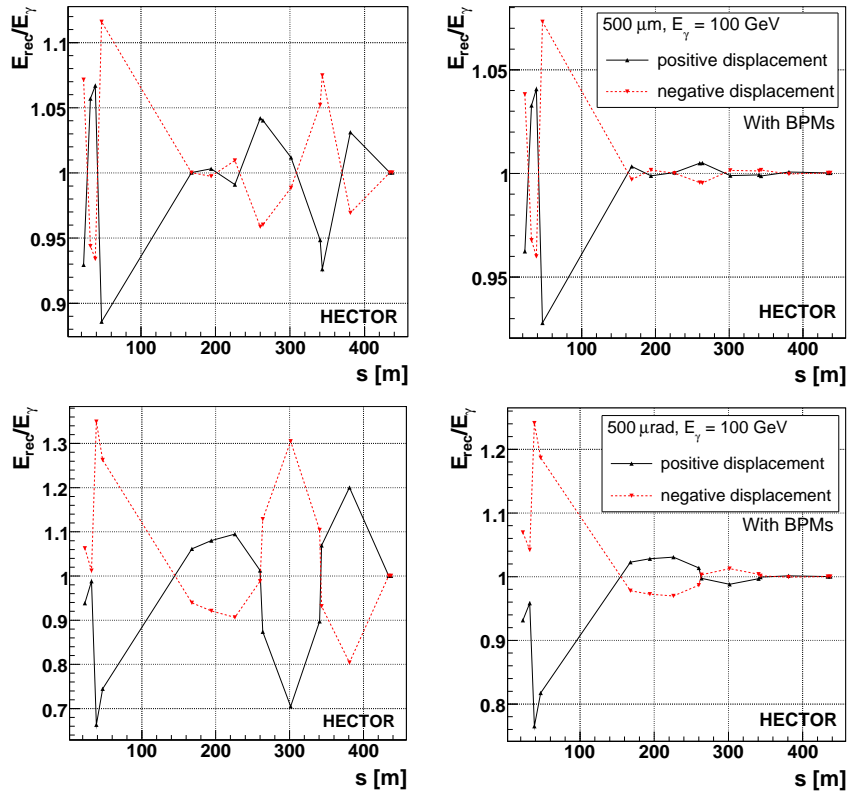 E_rec/E_γ
1.1
1.05
1
0.95
0.9
HECTOR
100 200 300 400
s [m]
E_rec/E_γ
1.05
1
0.95
500 μm, E_γ = 100 GeV
positive displacement
negative displacement
With BPMs
HECTOR
100 200 300 400
s [m]
E_rec/E_γ
1.3
1.2
1.1
1
0.9
0.8
0.7
HECTOR
100 200 300 400
s [m]
E_rec/E_γ
1.2
1.1
1
0.9
0.8
500 μrad, E_γ = 100 GeV
positive displacement
negative displacement
With BPMs
HECTOR
100 200 300 400
s [m]